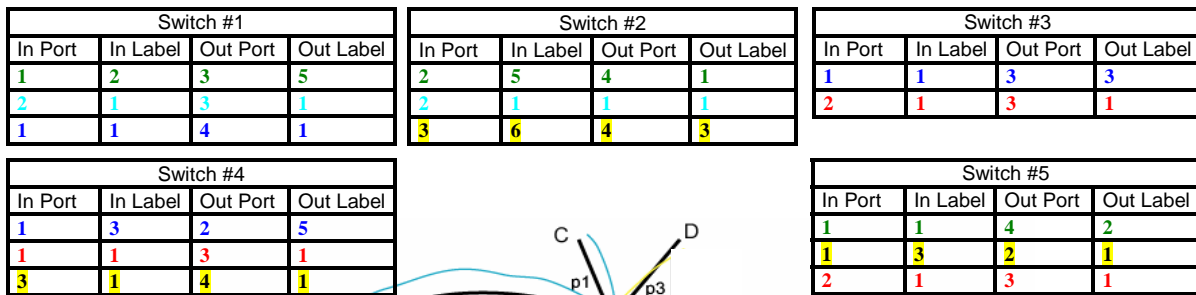 Switch #1
In Port In Label Out Port Out Label
1 2 3 5
2 1 3 1
1 1 4 1
Switch #2
In Port In Label Out Port Out Label
2 5 4 1
2 1 1 1
3 6 4 3
Switch #3
In Port In Label Out Port Out Label
1 1 3 3
2 1 3 1
Switch #4
In Port In Label Out Port Out Label
1 3 2 5
1 1 3 1
3 1 4 1
C D
p1 p3
Switch #5
In Port In Label Out Port Out Label
1 1 4 2
1 3 2 1
2 1 3 1